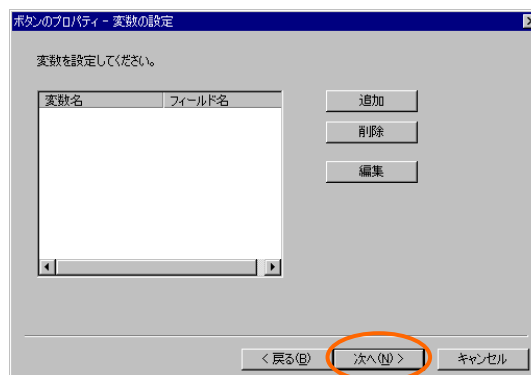 ボタンのプロパティ - 変数の設定
変数を設定してください。
変数名 フィールド名
追加
削除
編集
< 戻る(B) 次へ(N) > キャンセル